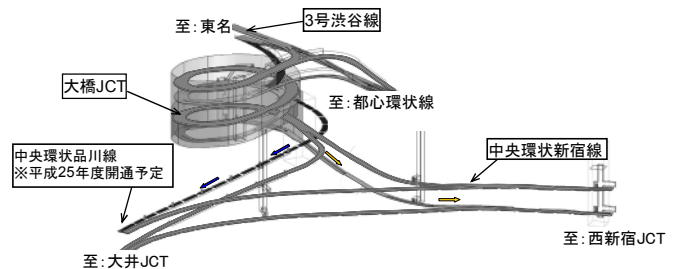 3号渋谷線
至：東名
大橋JCT
至：都心環状線
中央環状品川線
※平成25年度開通予定
中央環状新宿線
至：西新宿JCT
至：大井JCT